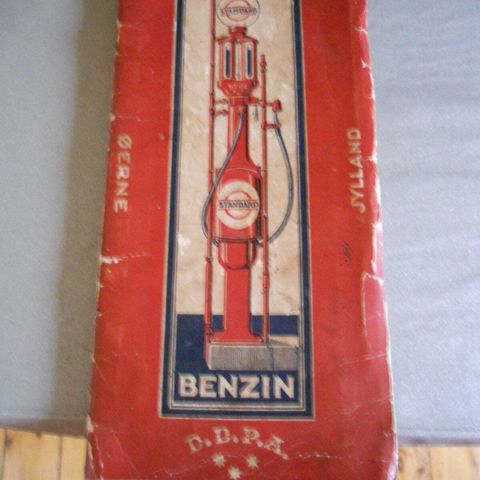 STANDARD
ØERNE
JYLLAND
STANDARD
BENZIN
D.D.P.A.